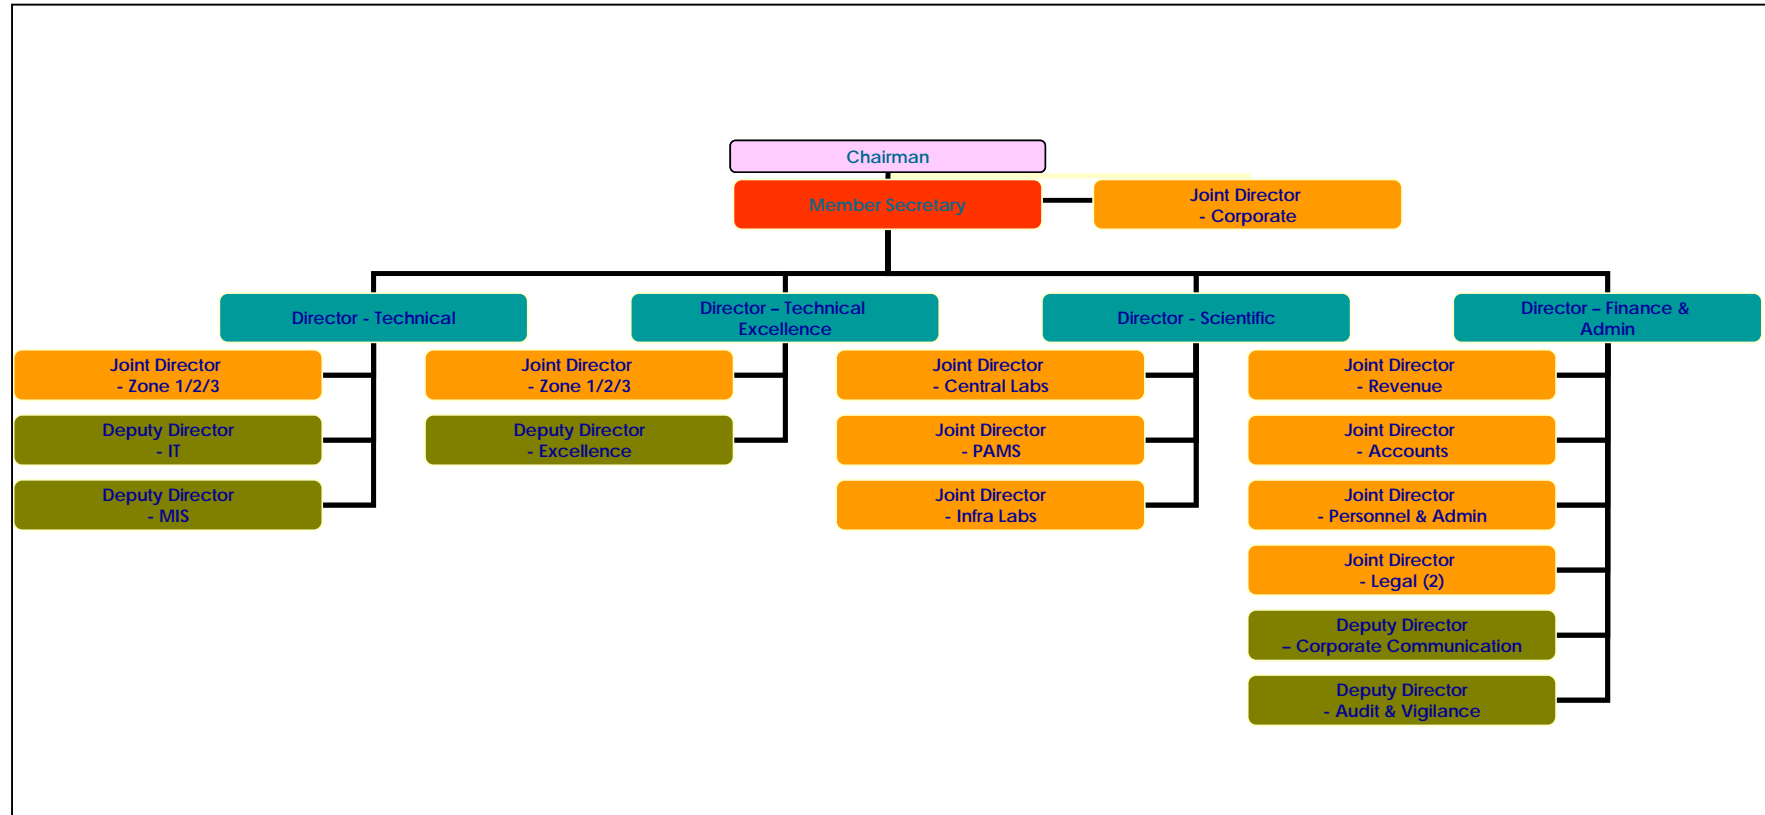 Chairman
Member Secretary
Joint Director
- Corporate
Director - Technical
Director – Technical
Excellence
Director - Scientific
Director – Finance &
Admin
Joint Director
- Zone 1/2/3
Deputy Director
- IT
Deputy Director
- MIS
Joint Director
- Zone 1/2/3
Deputy Director
- Excellence
Joint Director
- Central Labs
Joint Director
- PAMS
Joint Director
- Infra Labs
Joint Director
- Revenue
Joint Director
- Accounts
Joint Director
- Personnel & Admin
Joint Director
- Legal (2)
Deputy Director
– Corporate Communication
Deputy Director
- Audit & Vigilance